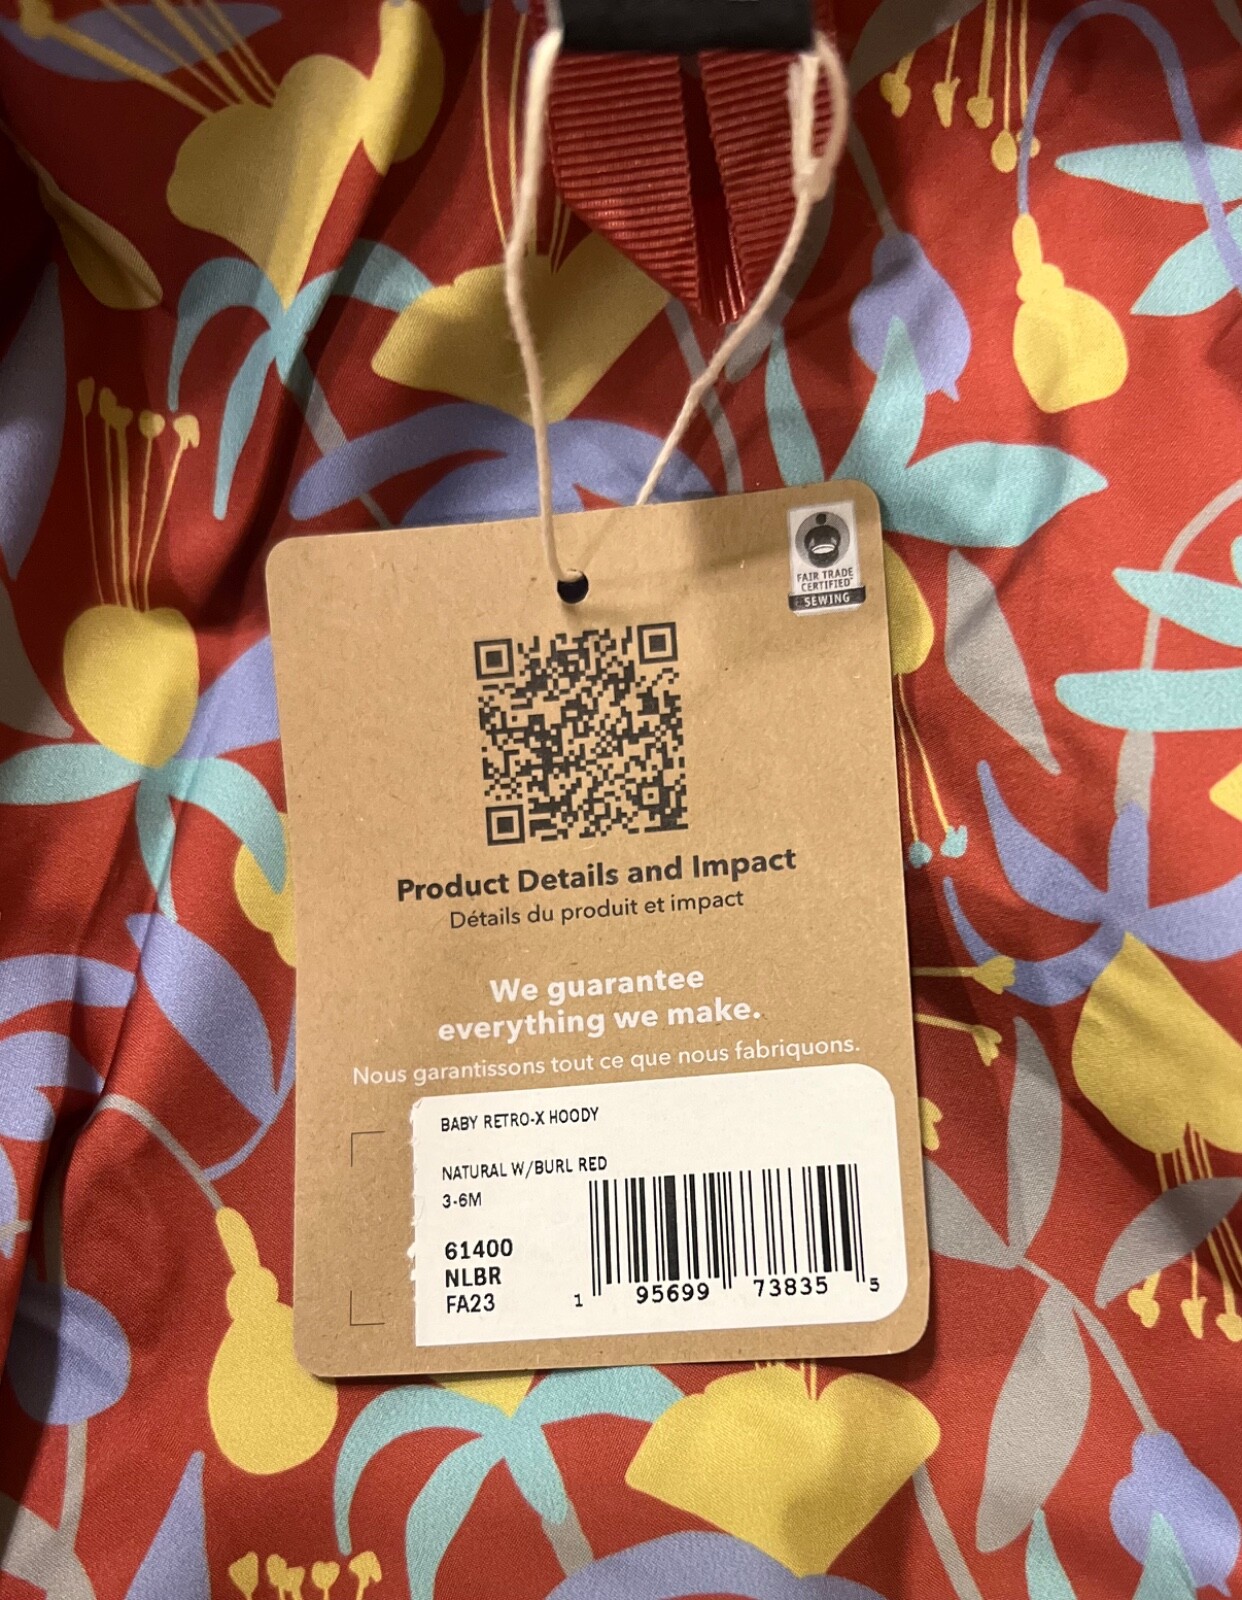 FAIR TRADE
CERTIFIED
SEWING
Product Details and Impact
Détails du produit et impact
We guarantee
everything we make.
Nous garantissons tout ce que nous fabriquons.
BABY RETRO-X HOODY
NATURAL W/BURL RED
3-6M
61400
NLBR
FA23
1 95699 73835 5